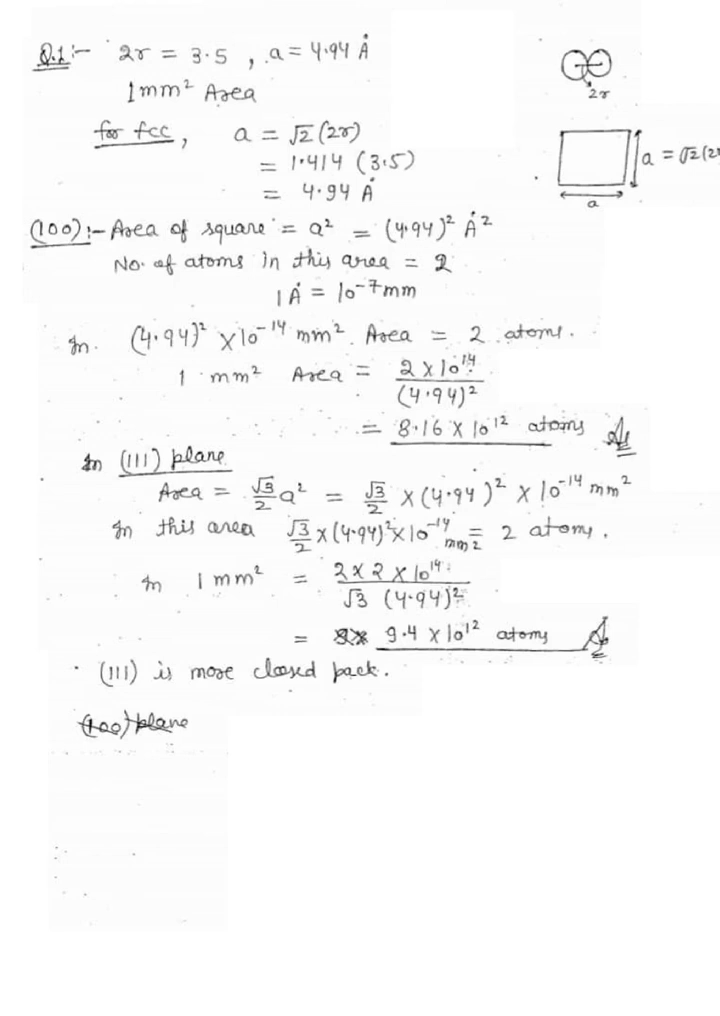 Q.1:- 2r = 3.5 , a = 4.94 Å
1mm² Area
2r
for fcc, a = √2 (2r)
= 1.414 (3.5)
= 4.94 Å
a = √2(2r
a
(100):- Area of square = a² = (4.94)² Å²
No. of atoms in this area = 2
1 Å = 10⁻⁷ mm
In (4.94)² x10⁻¹⁴ mm² Area = 2 atoms.
1 mm² Area = 2 x 10¹⁴ / (4.94)²
= 8.16 x 10¹² atoms
In (111) plane
Area = √3/2 a² = √3/2 x (4.94)² x 10⁻¹⁴ mm²
In this area √3/2 x (4.94)² x 10⁻¹⁴ mm² = 2 atoms.
In 1 mm² = 2 x 2 x 10¹⁴ / √3 (4.94)²
= 9.4 x 10¹² atoms
(111) is more closed pack.
(100) plane